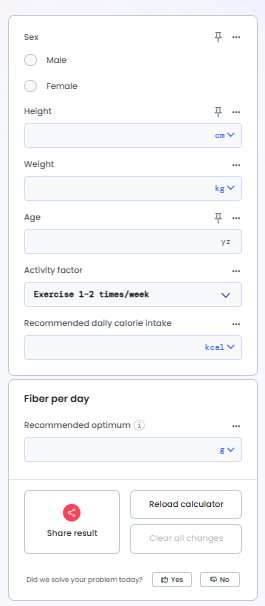 Sex
Male
Female
Height
cm
Weight
kg
Age
yr
Activity factor
Exercise 1-2 times/week
Recommended daily calorie intake
kcal
Fiber per day
Recommended optimum
g
Share result
Reload calculator
Clear all changes
Did we solve your problem today? Yes No